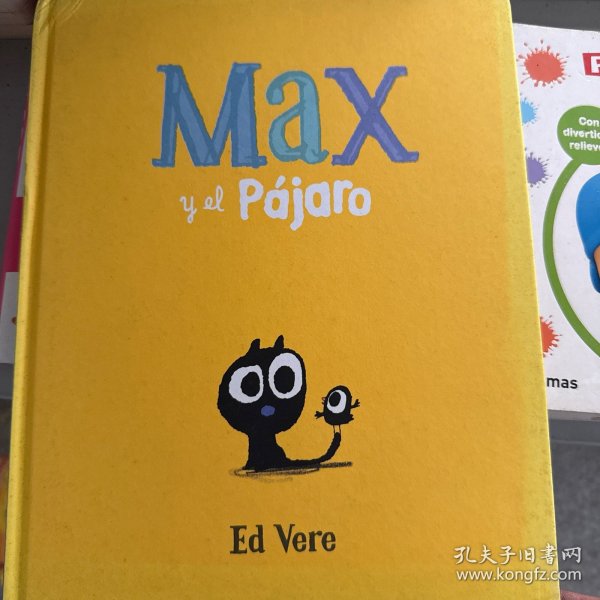 Max
y el Pájaro
Ed Vere
Con
divertid
relieve
mas
孔夫子旧书网
www.kongfz.com